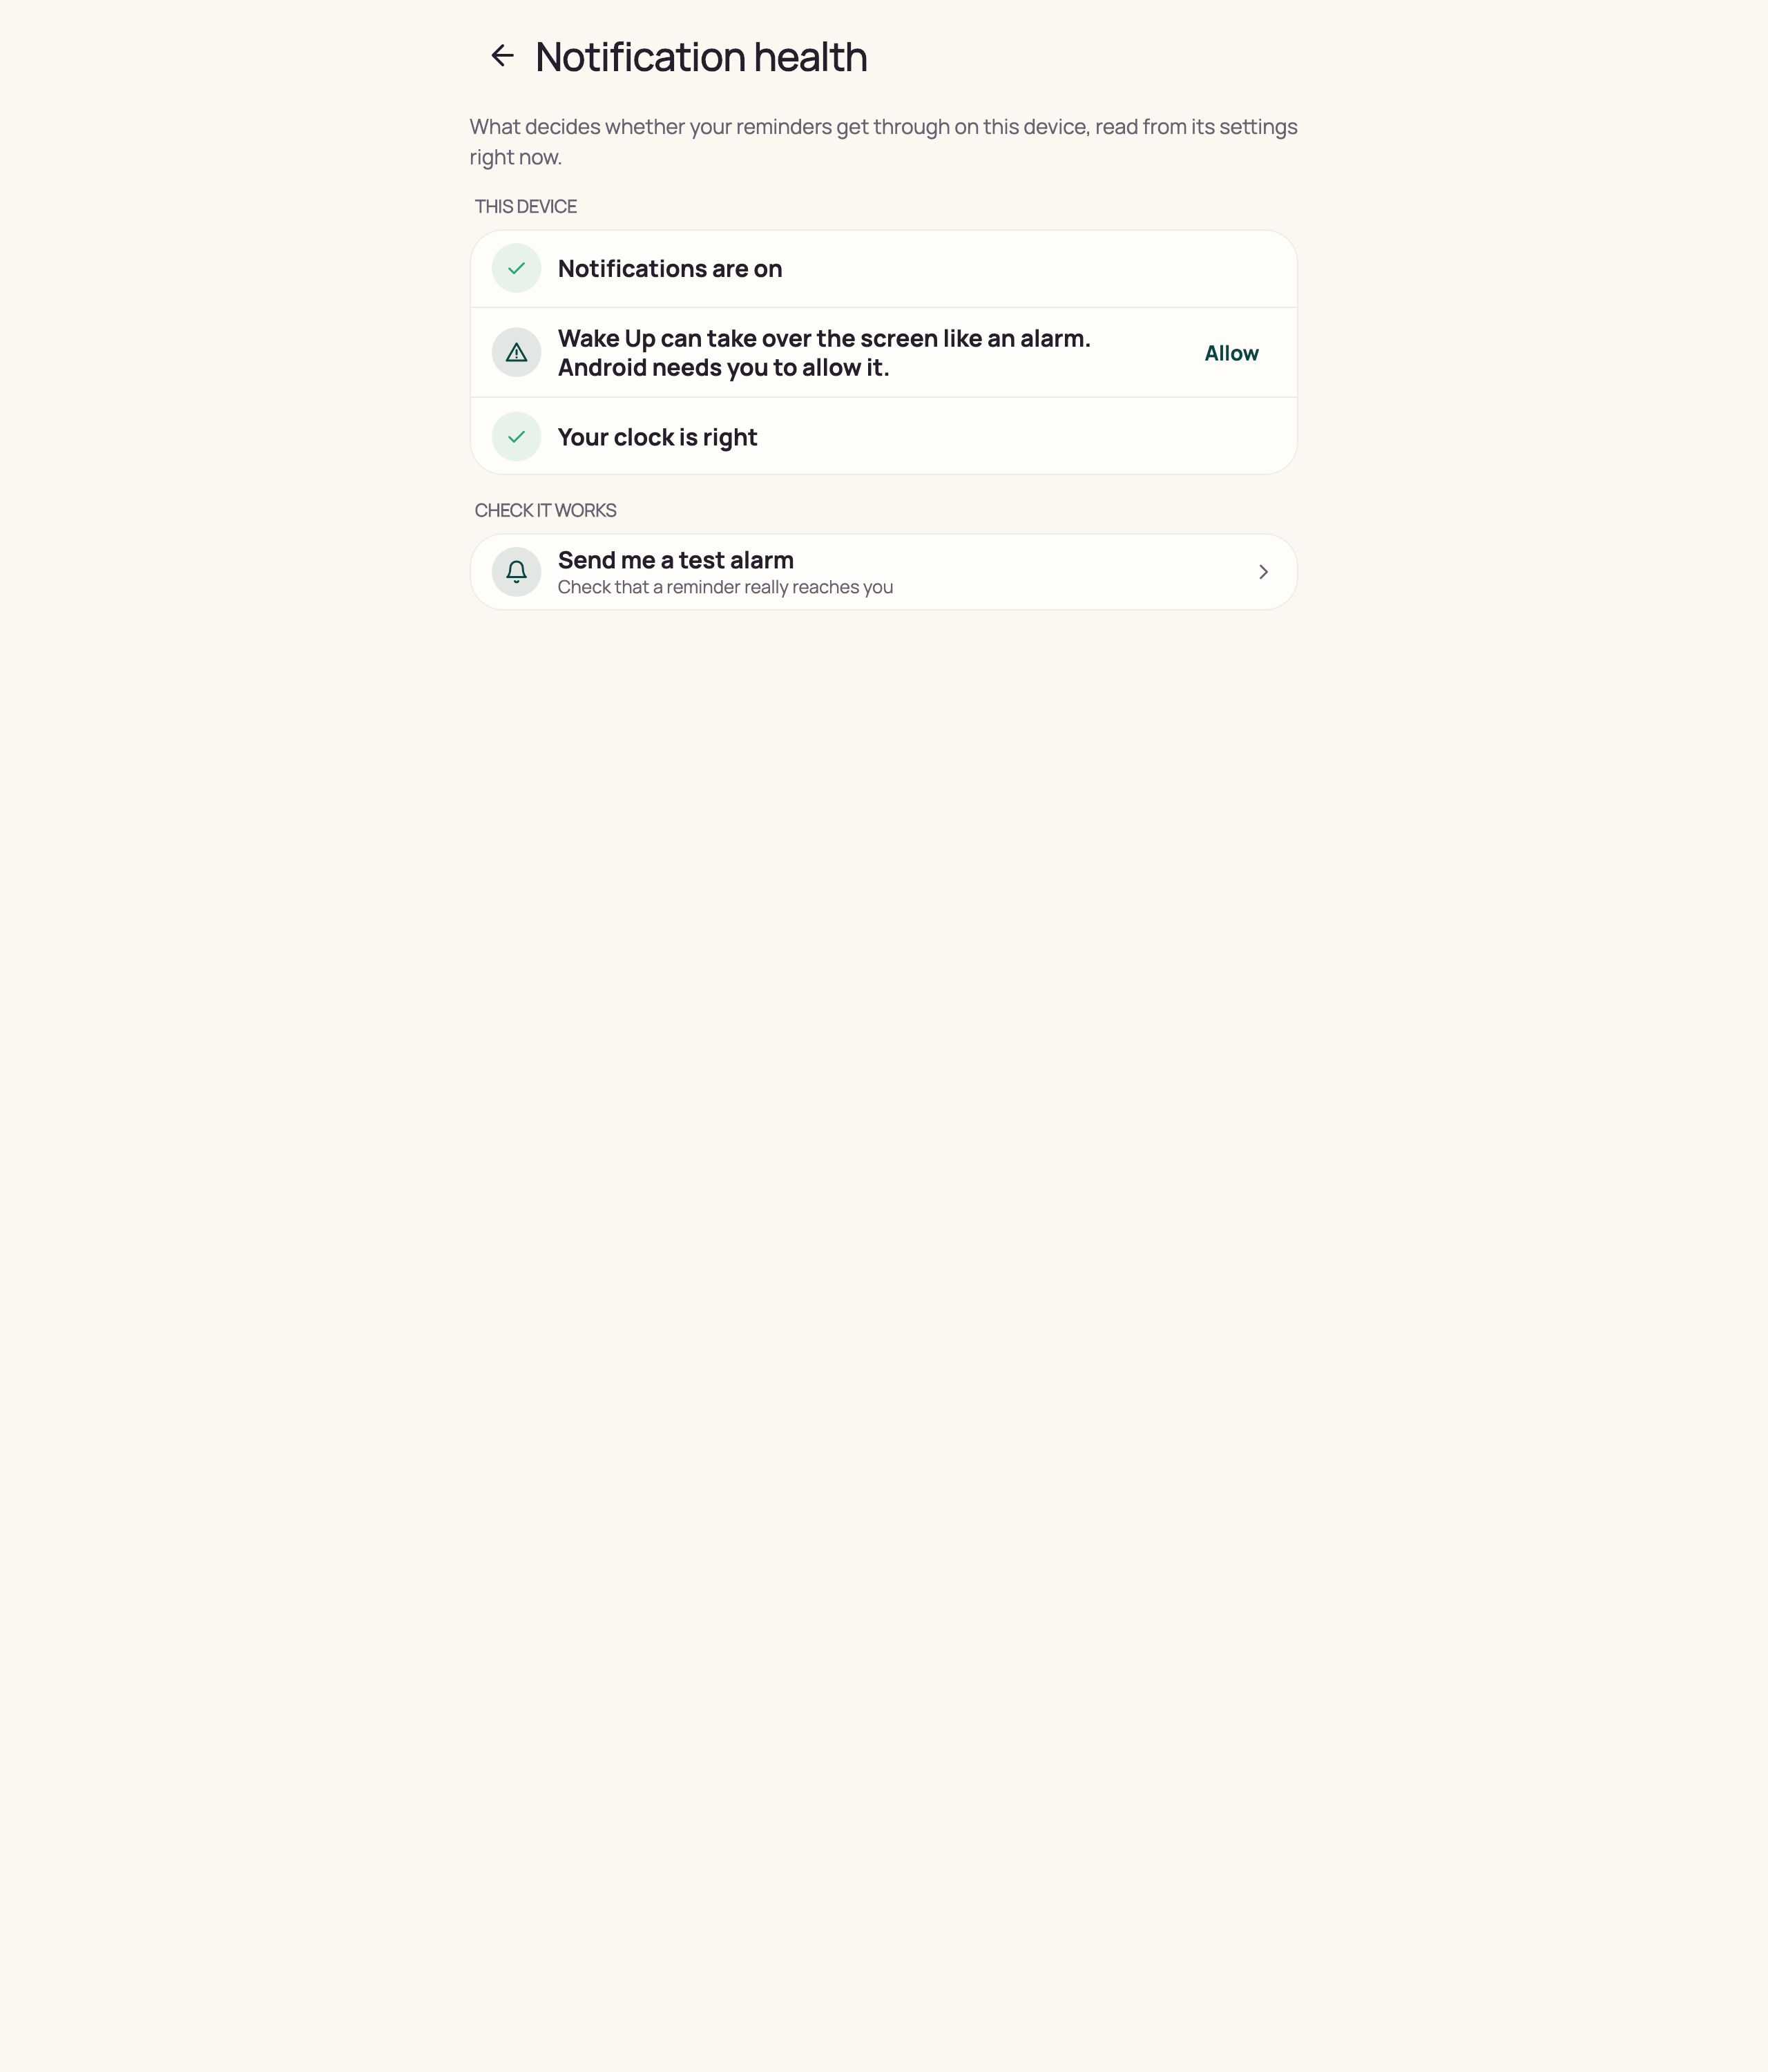 Notification health
What decides whether your reminders get through on this device, read from its settings
right now.
THIS DEVICE
Notifications are on
Wake Up can take over the screen like an alarm.
Android needs you to allow it.
Allow
Your clock is right
CHECK IT WORKS
Send me a test alarm
Check that a reminder really reaches you